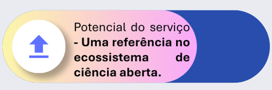 Potencial do serviço
- Uma referência no
ecossistema de
ciência aberta.